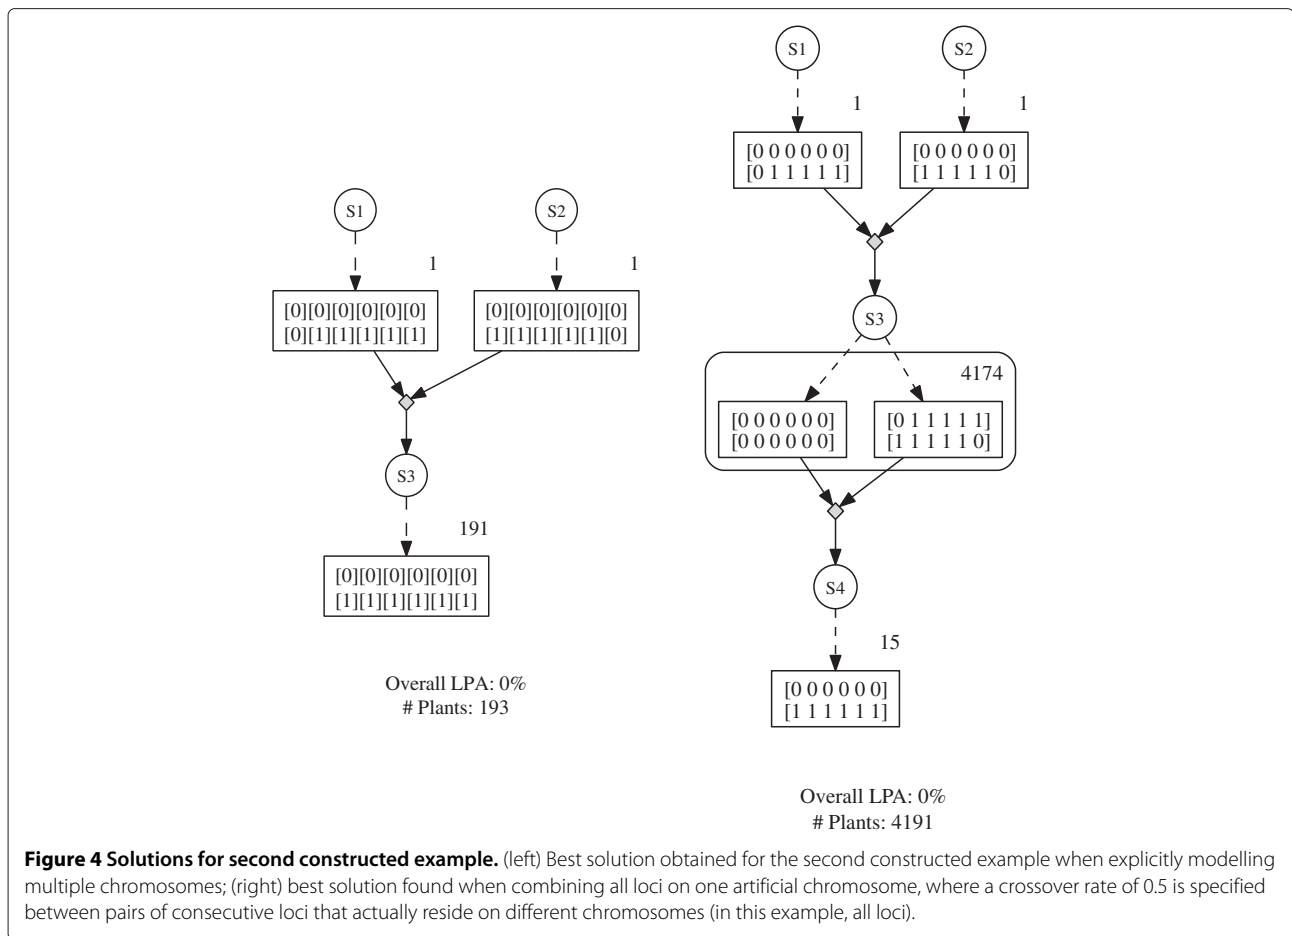 S1
S2
1
1
[0][0][0][0][0][0]
[0][1][1][1][1][1]
[0][0][0][0][0][0]
[1][1][1][1][1][0]
S3
191
[0][0][0][0][0][0]
[1][1][1][1][1][1]
Overall LPA: 0%
# Plants: 193
S1
S2
1
1
[0 0 0 0 0 0]
[0 1 1 1 1 1]
[0 0 0 0 0 0]
[1 1 1 1 1 0]
S3
4174
[0 0 0 0 0 0]
[0 0 0 0 0 0]
[0 1 1 1 1 1]
[1 1 1 1 1 0]
S4
15
[0 0 0 0 0 0]
[1 1 1 1 1 1]
Overall LPA: 0%
# Plants: 4191
Figure 4 Solutions for second constructed example. (left) Best solution obtained for the second constructed example when explicitly modelling
multiple chromosomes; (right) best solution found when combining all loci on one artificial chromosome, where a crossover rate of 0.5 is specified
between pairs of consecutive loci that actually reside on different chromosomes (in this example, all loci).